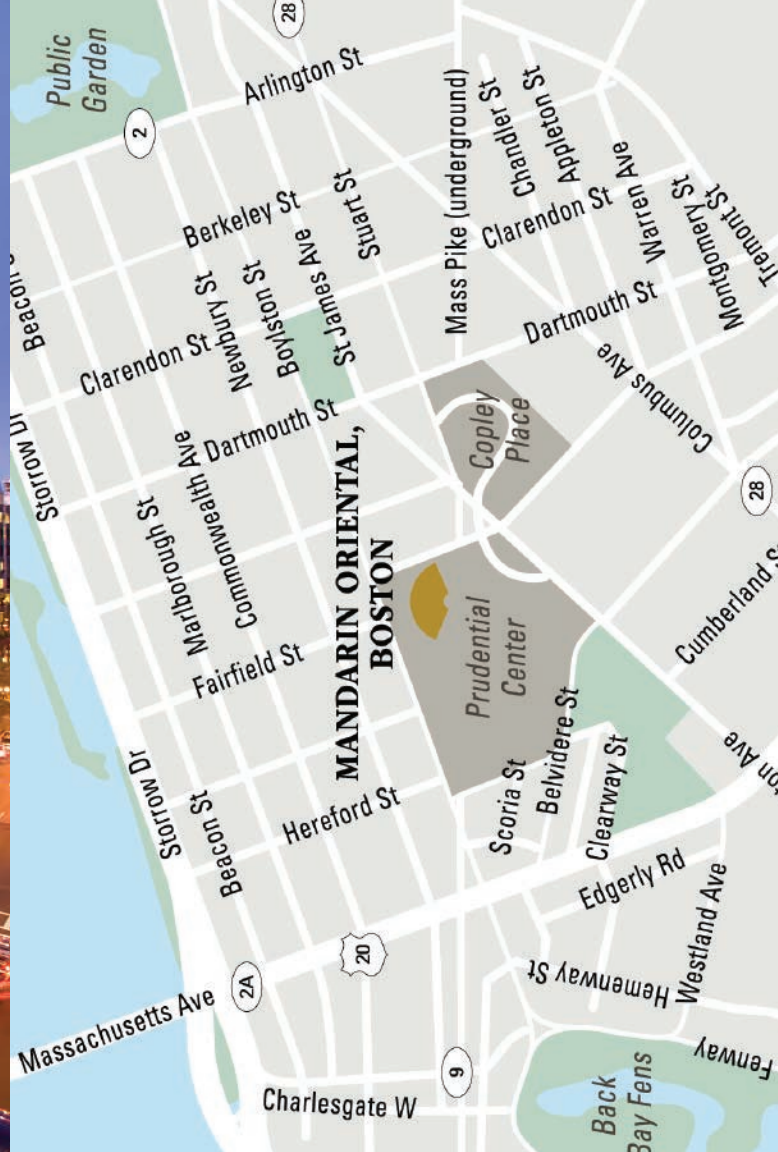 Public
Garden
28
Arlington St
2
Beacon
Berkeley St
Stuart St
Mass Pike (underground)
Chandler St
Appleton St
Clarendon St
Warren Ave
Montgomery St
Tremont St
Storrow Dr
Clarendon St
Newbury St
Boylston St
St James Ave
Dartmouth St
Dartmouth St
Columbus Ave
Marlborough St
Commonwealth Ave
MANDARIN ORIENTAL,
BOSTON
Copley
Place
28
Fairfield St
Prudential
Center
Cumberland
Storrow Dr
Beacon St
Hereford St
Scoria St
Belvidere St
Clearway St
ton Ave
Edgerly Rd
Westland Ave
Hemenway St
Massachusetts Ave
2A
20
9
Charlesgate W
Back
Bay Fens
Fenway